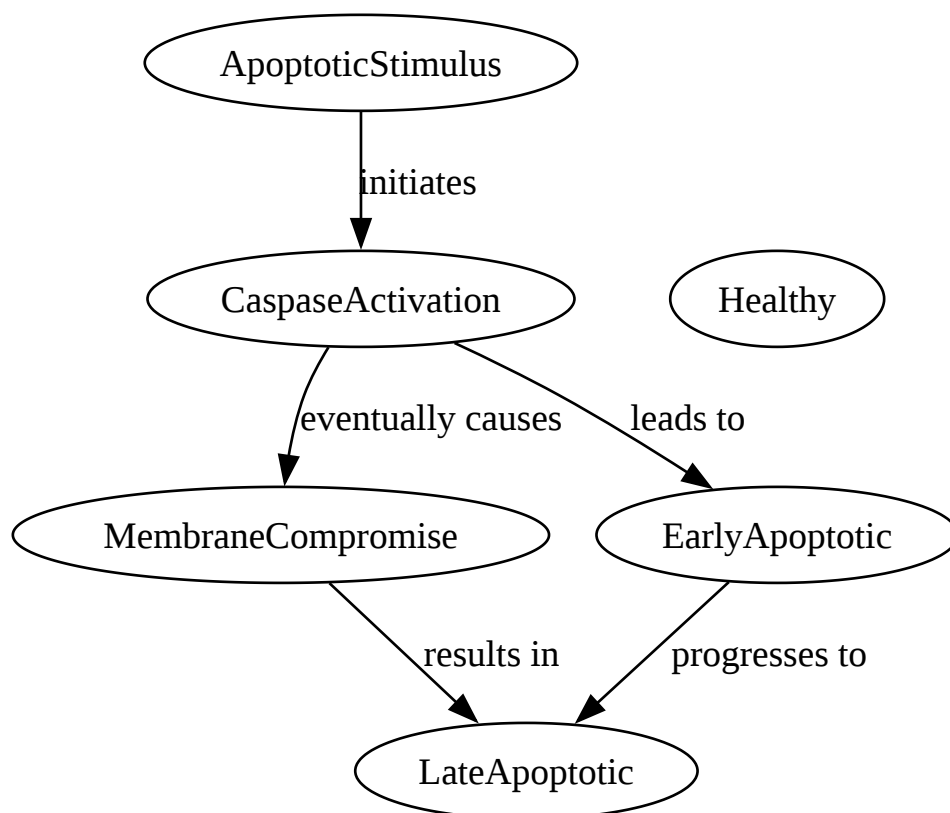 ApoptoticStimulus
initiates
CaspaseActivation
Healthy
eventually causes
leads to
MembraneCompromise
EarlyApoptotic
results in
progresses to
LateApoptotic